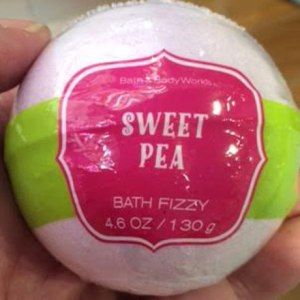 Bath & Body Works
SWEET
PEA
BATH FIZZY
4.6 OZ / 130 g